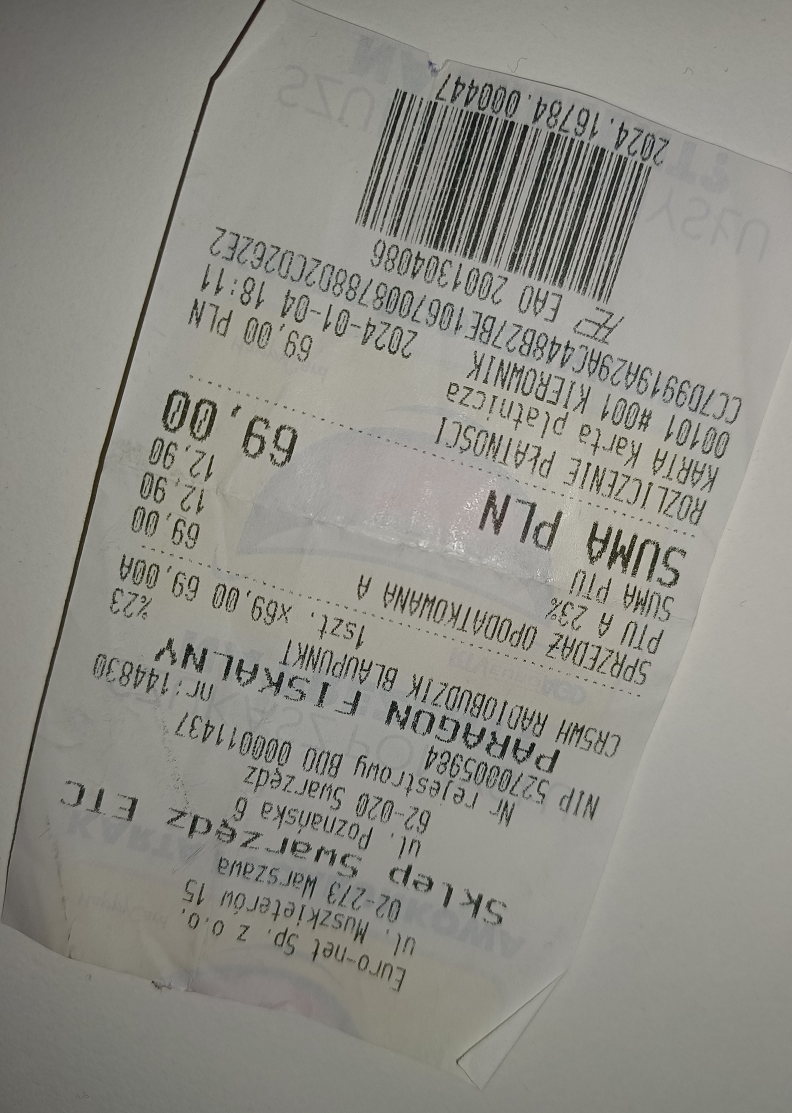 Euro-net Sp. z o.o.
ul. Muszkieterów 15
02-273 Warszawa
Sklep Swarzędz ETC
ul. Poznańska 6
62-020 Swarzędz
Nr rejestrowy BDO 000011437
NIP 5270005984 nr:144830
PARAGON FISKALNY
CR5WH RADIOBUDZIK BLAUPUNKT %23
1szt. x69,00 69,00A
SPRZEDAŻ OPODATKOWANA A 69,00
PTU A 23% 12,90
SUMA PTU 12,90
SUMA PLN 69,00
ROZLICZENIE PŁATNOŚCI
KARTA Karta płatnicza 69,00 PLN
00101 #001 KIEROWNIK 2024-01-04 18:11
CC7D9919A29AC448B27BE1067008788D2CD262E2
EAO 2001304086
2024.16784.000447